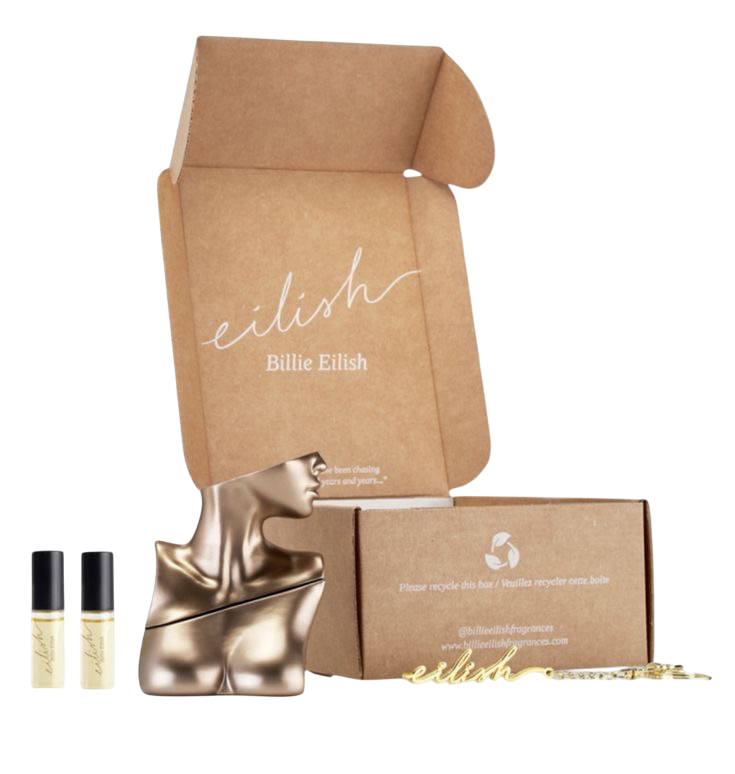 eilish
Billie Eilish
been chasing
years and years..."
Please recycle this box / Veuillez recycler cette boîte
@billieeilishfragrances
www.billieeilishfragrances.com
eilish
eilish
eilish